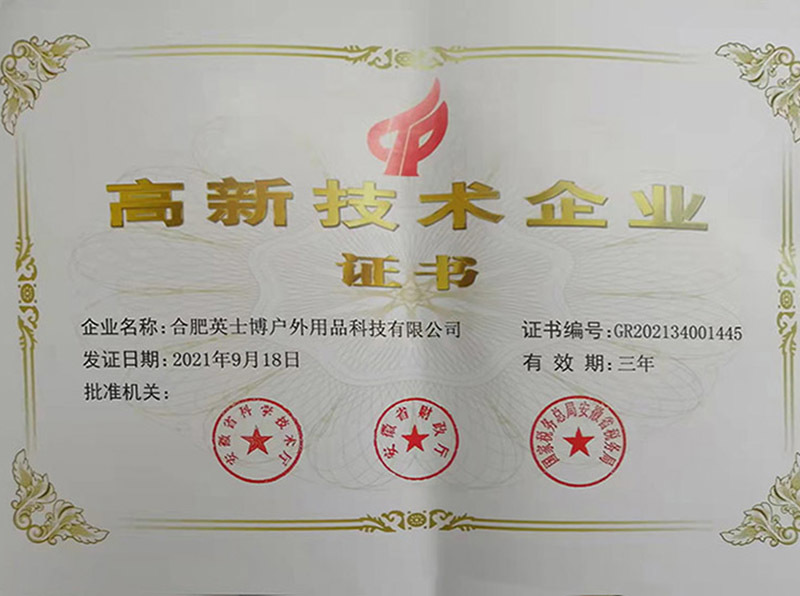 高新技术企业
证书
企业名称:合肥英士博户外用品科技有限公司
证书编号:GR202134001445
发证日期:2021年9月18日
有 效 期:三年
批准机关:
安徽省科学技术厅
安徽省财政厅
国家税务总局安徽省税务局